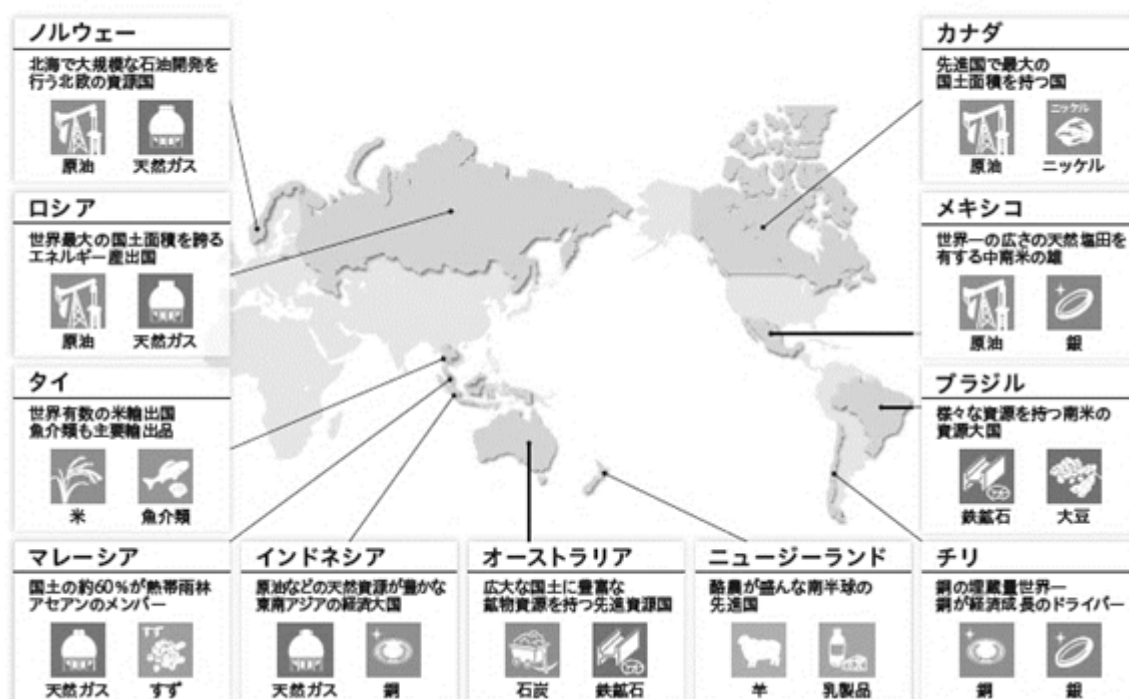 ノルウェー
北海で大規模な石油開発を
行う北欧の資源国
原油 天然ガス
ロシア
世界最大の国土面積を誇る
エネルギー産出国
原油 天然ガス
タイ
世界有数の米輸出国
魚介類も主要輸出品
米 魚介類
カナダ
先進国で最大の
国土面積を持つ国
ニッケル
原油 ニッケル
メキシコ
世界一の広さの天然塩田を
有する中南米の雄
原油 銀
ブラジル
様々な資源を持つ南米の
資源大国
鉄鉱石 大豆
マレーシア
国土の約60%が熱帯雨林
アセアンのメンバー
すず
天然ガス すず
インドネシア
原油などの天然資源が豊かな
東南アジアの経済大国
天然ガス 銅
オーストラリア
広大な国土に豊富な
鉱物資源を持つ先進資源国
石炭 鉄鉱石
ニュージーランド
酪農が盛んな南半球の
先進国
羊 乳製品
チリ
銅の埋蔵量世界一
銅が経済成長のドライバー
銅 銀